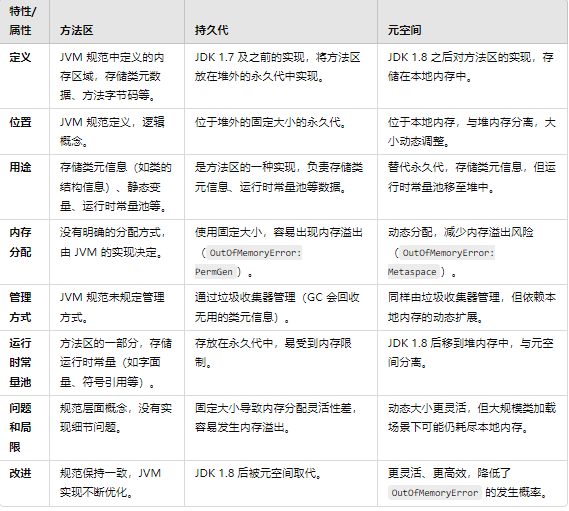 特性/
属性
方法区
持久代
元空间
定义
JVM 规范中定义的内
存区域，存储类元数
据、方法字节码等。
JDK 1.7 及之前的实现，将方法区
放在堆外的永久代中实现。
JDK 1.8 之后对方法区的实现，存
储在本地内存中。
位置
JVM 规范定义，逻辑
概念。
位于堆外的固定大小的永久代。
位于本地内存，与堆内存分离，大
小动态调整。
用途
存储类元信息（如类的
结构信息）、静态变
量、运行时常量池等。
是方法区的一种实现，负责存储类
元信息、运行时常量池等数据。
替代永久代，存储类元信息，但运
行时常量池移至堆中。
内存
分配
没有明确的分配方式，
由 JVM 的实现决定。
使用固定大小，容易出现内存溢出
（OutOfMemoryError:
PermGen）。
动态分配，减少内存溢出风险
（OutOfMemoryError:
Metaspace）。
管理
方式
JVM 规范未规定管理
方式。
通过垃圾收集器管理（GC 会回收
无用的类元信息）。
同样由垃圾收集器管理，但依赖本
地内存的动态扩展。
运行
时常
量池
方法区的一部分，存储
运行时常量（如字面
量、符号引用等）。
存放在永久代中，易受到内存限
制。
JDK 1.8 后移到堆内存中，与元空
间分离。
问题
和局
限
规范层面概念，没有实
现细节问题。
固定大小导致内存分配灵活性差，
容易发生内存溢出。
动态大小更灵活，但大规模类加载
场景下可能仍耗尽本地内存。
改进
规范保持一致，JVM
实现不断优化。
JDK 1.8 后被元空间取代。
更灵活、更高效，降低了
OutOfMemoryError 的发生概率。